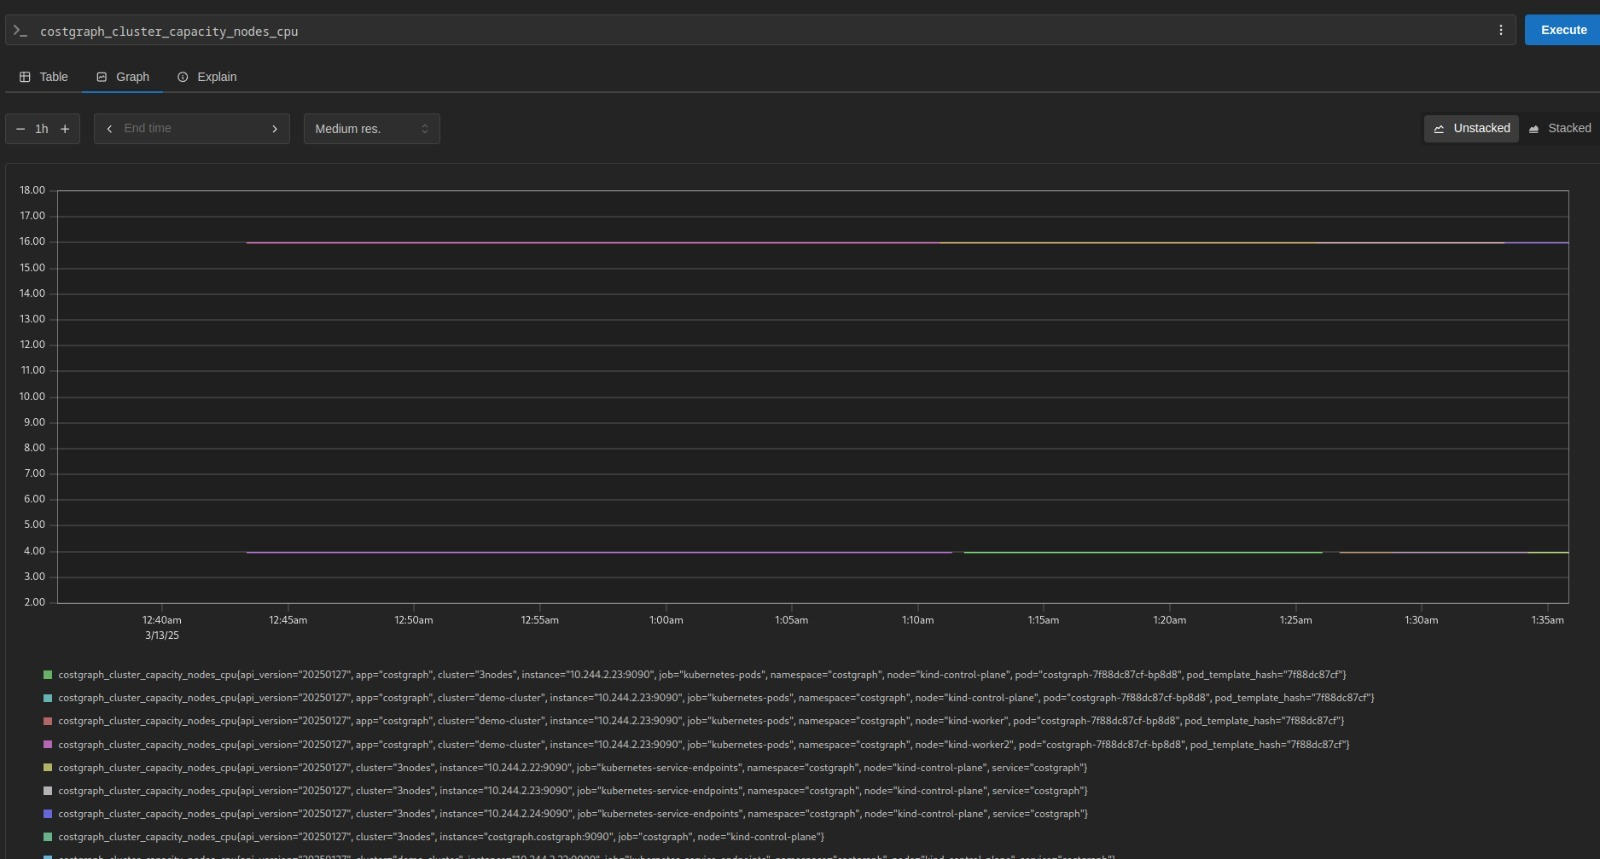 costgraph_cluster_capacity_nodes_cpu
Execute
Table Graph Explain
1h End time Medium res. Unstacked Stacked
18.00
17.00
16.00
15.00
14.00
13.00
12.00
11.00
10.00
9.00
8.00
7.00
6.00
5.00
4.00
3.00
2.00
12:40am 12:45am 12:50am 12:55am 1:00am 1:05am 1:10am 1:15am 1:20am 1:25am 1:30am 1:35am
3/13/25
costgraph_cluster_capacity_nodes_cpu{api_version="20250127", app="costgraph", cluster="3nodes", instance="10.244.2.23:9090", job="kubernetes-pods", namespace="costgraph", node="kind-control-plane", pod="costgraph-7f88dc87cf-bp8d8", pod_template_hash="7f88dc87cf"}
costgraph_cluster_capacity_nodes_cpu{api_version="20250127", app="costgraph", cluster="demo-cluster", instance="10.244.2.23:9090", job="kubernetes-pods", namespace="costgraph", node="kind-control-plane", pod="costgraph-7f88dc87cf-bp8d8", pod_template_hash="7f88dc87cf"}
costgraph_cluster_capacity_nodes_cpu{api_version="20250127", app="costgraph", cluster="demo-cluster", instance="10.244.2.23:9090", job="kubernetes-pods", namespace="costgraph", node="kind-worker", pod="costgraph-7f88dc87cf-bp8d8", pod_template_hash="7f88dc87cf"}
costgraph_cluster_capacity_nodes_cpu{api_version="20250127", app="costgraph", cluster="demo-cluster", instance="10.244.2.23:9090", job="kubernetes-pods", namespace="costgraph", node="kind-worker2", pod="costgraph-7f88dc87cf-bp8d8", pod_template_hash="7f88dc87cf"}
costgraph_cluster_capacity_nodes_cpu{api_version="20250127", cluster="3nodes", instance="10.244.2.22:9090", job="kubernetes-service-endpoints", namespace="costgraph", node="kind-control-plane", service="costgraph"}
costgraph_cluster_capacity_nodes_cpu{api_version="20250127", cluster="3nodes", instance="10.244.2.23:9090", job="kubernetes-service-endpoints", namespace="costgraph", node="kind-control-plane", service="costgraph"}
costgraph_cluster_capacity_nodes_cpu{api_version="20250127", cluster="3nodes", instance="10.244.2.24:9090", job="kubernetes-service-endpoints", namespace="costgraph", node="kind-control-plane", service="costgraph"}
costgraph_cluster_capacity_nodes_cpu{api_version="20250127", cluster="3nodes", instance="costgraph.costgraph:9090", job="costgraph", node="kind-control-plane"}